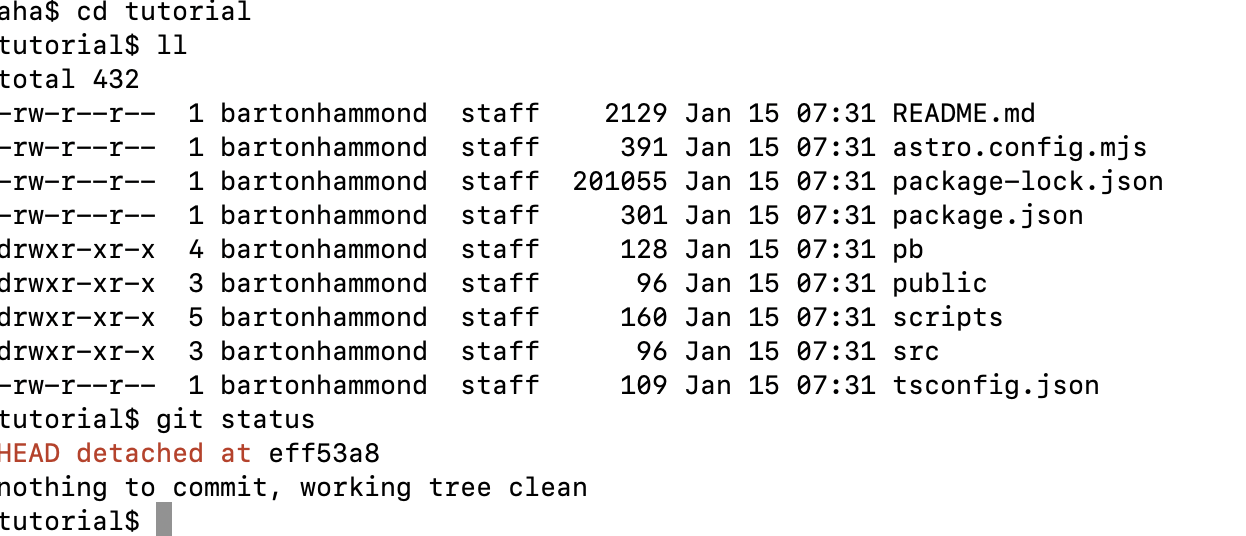 aha$ cd tutorial
tutorial$ ll
total 432
-rw-r--r--  1 bartonhammond  staff    2129 Jan 15 07:31 README.md
-rw-r--r--  1 bartonhammond  staff     391 Jan 15 07:31 astro.config.mjs
-rw-r--r--  1 bartonhammond  staff  201055 Jan 15 07:31 package-lock.json
-rw-r--r--  1 bartonhammond  staff     301 Jan 15 07:31 package.json
drwxr-xr-x  4 bartonhammond  staff     128 Jan 15 07:31 pb
drwxr-xr-x  3 bartonhammond  staff      96 Jan 15 07:31 public
drwxr-xr-x  5 bartonhammond  staff     160 Jan 15 07:31 scripts
drwxr-xr-x  3 bartonhammond  staff      96 Jan 15 07:31 src
-rw-r--r--  1 bartonhammond  staff     109 Jan 15 07:31 tsconfig.json
tutorial$ git status
HEAD detached at eff53a8
nothing to commit, working tree clean
tutorial$